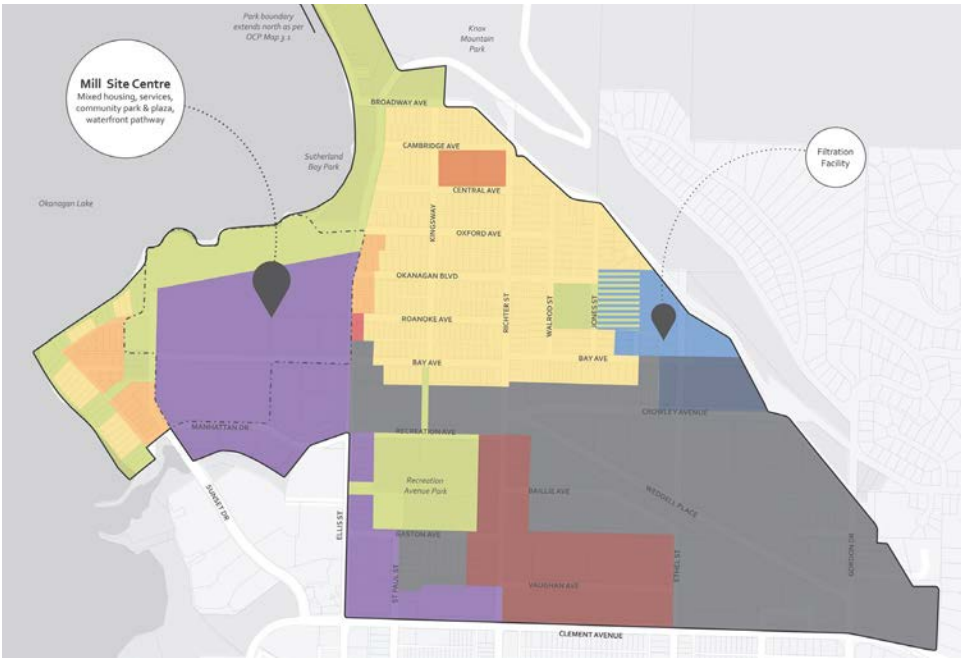 Park boundary
extends north as per
OCP Map 3.1
Knox
Mountain
Park
Mill Site Centre
Mixed housing, services,
community park & plaza,
waterfront pathway
BROADWAY AVE
CAMBRIDGE AVE
Sutherland
Bay Park
Filtration
Facility
CENTRAL AVE
Okanagan Lake
KINGSWAY
OXFORD AVE
OKANAGAN BLVD
RICHTER ST
WALROD ST
JONES ST
ROANOKE AVE
BAY AVE
BAY AVE
CROWLEY AVENUE
MANHATTAN DR
RECREATION AVE
Recreation
Avenue Park
BAILLIE AVE
WEDDELL PLACE
SUNSET DR
ELLIS ST
GASTON AVE
ST PAUL ST
VAUGHAN AVE
ETHEL ST
GORDON DR
CLEMENT AVENUE